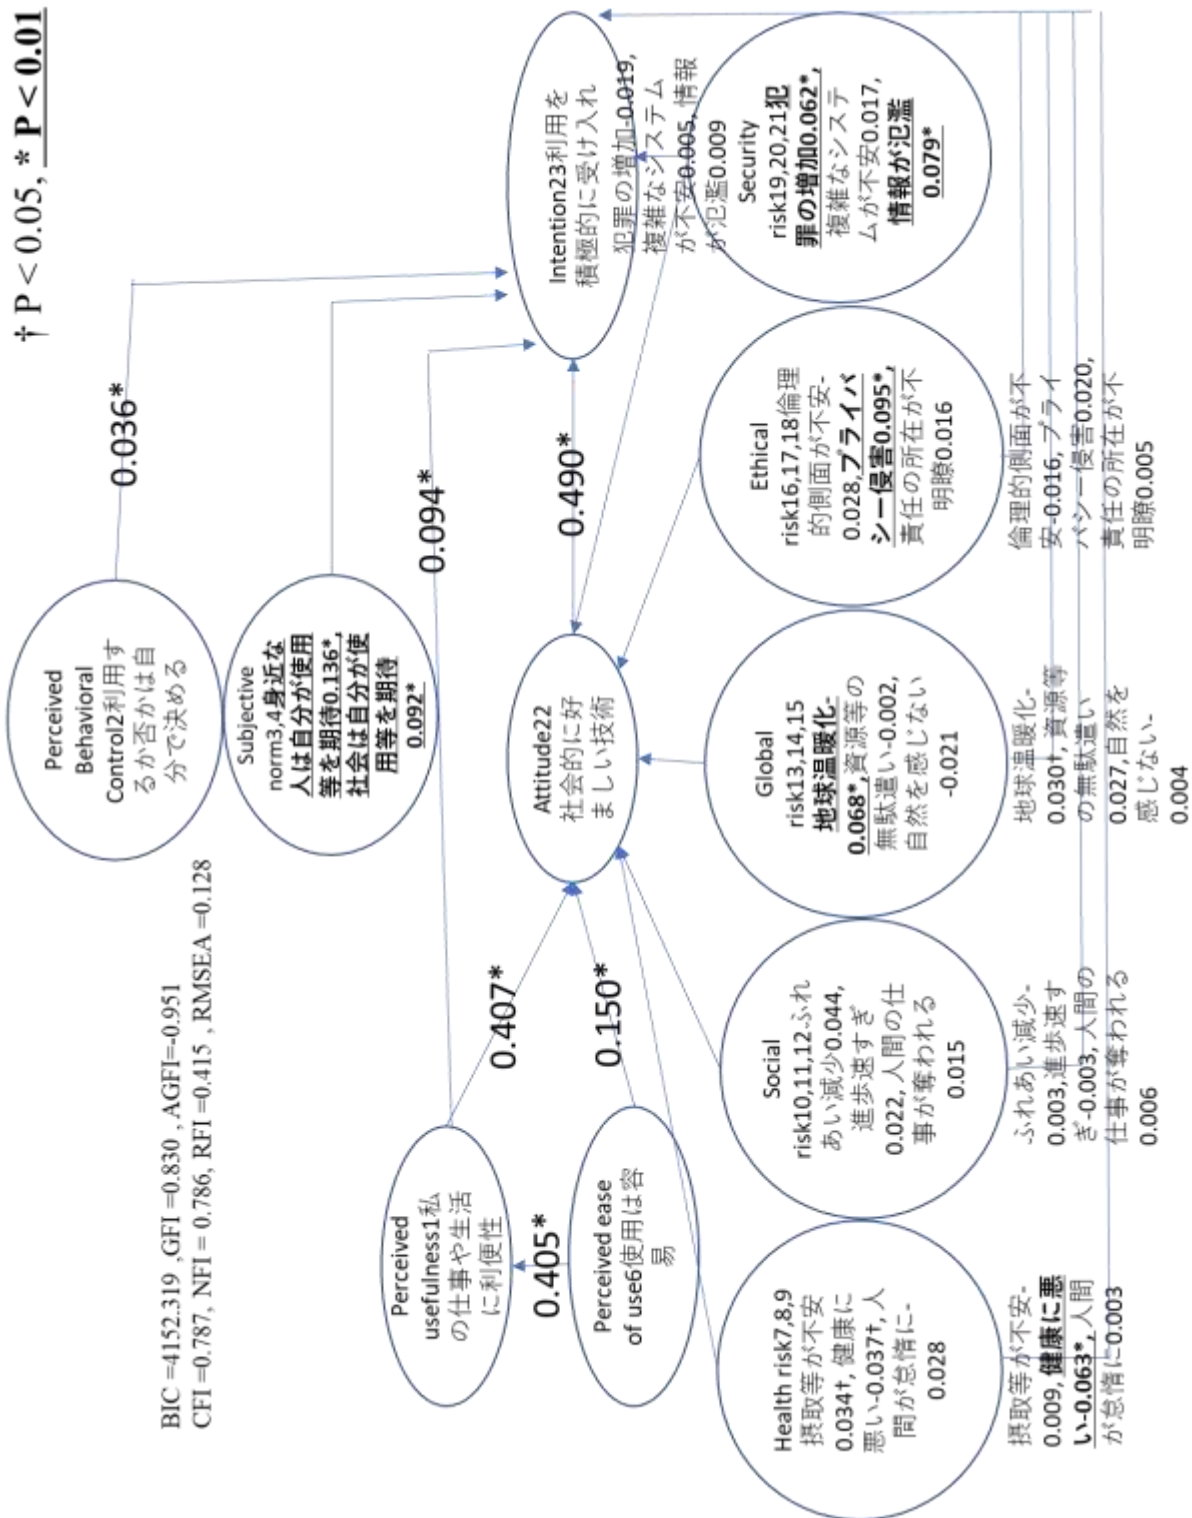 † P < 0.05, * P < 0.01
BIC =4152.319 ,GFI =0.830 , AGFI=-0.951
CFI =0.787, NFI = 0.786, RFI =0.415 , RMSEA =0.128
Perceived
Behavioral
Control2利用す
るか否かは自
分で決める
0.036*
Subjective
norm3,4身近な
人は自分が使用
等を期待0.136*,
社会は自分が使
用等を期待
0.092*
0.094*
Perceived
usefulness1私
の仕事や生活
に利便性
0.407*
0.405*
Perceived ease
of use6使用は容
易
0.150*
Attitude22
社会的に好
ましい技術
0.490*
Intention23利用を
積極的に受け入れ
犯罪の増加-0.019,
複雑なシステム
が不安0.005, 情報
が氾濫0.009
Health risk7,8,9
摂取等が不安
0.034†, 健康に
悪い-0.037†, 人
間が怠惰に-
0.028
Social
risk10,11,12ふれ
あい減少0.044,
進歩速すぎ
0.022, 人間の仕
事が奪われる
0.015
Global
risk13,14,15
地球温暖化-
0.068*,資源等の
無駄遣い-0.002,
自然を感じない
-0.021
Ethical
risk16,17,18倫理
的側面が不安-
0.028,プライバ
シー侵害0.095*,
責任の所在が不
明瞭0.016
Security
risk19,20,21犯
罪の増加0.062*,
複雑なシステ
ムが不安0.017,
情報が氾濫
0.079*
摂取等が不安-
0.009, 健康に悪
い-0.063*, 人間
が怠惰に0.003
ふれあい減少-
0.003,進歩速す
ぎ-0.003, 人間の
仕事が奪われる
0.006
地球温暖化-
0.030†, 資源等
の無駄遣い
0.027,自然を
感じない-
0.004
倫理的側面が不
安-0.016, プライ
バシー侵害0.020,
責任の所在が不
明瞭0.005